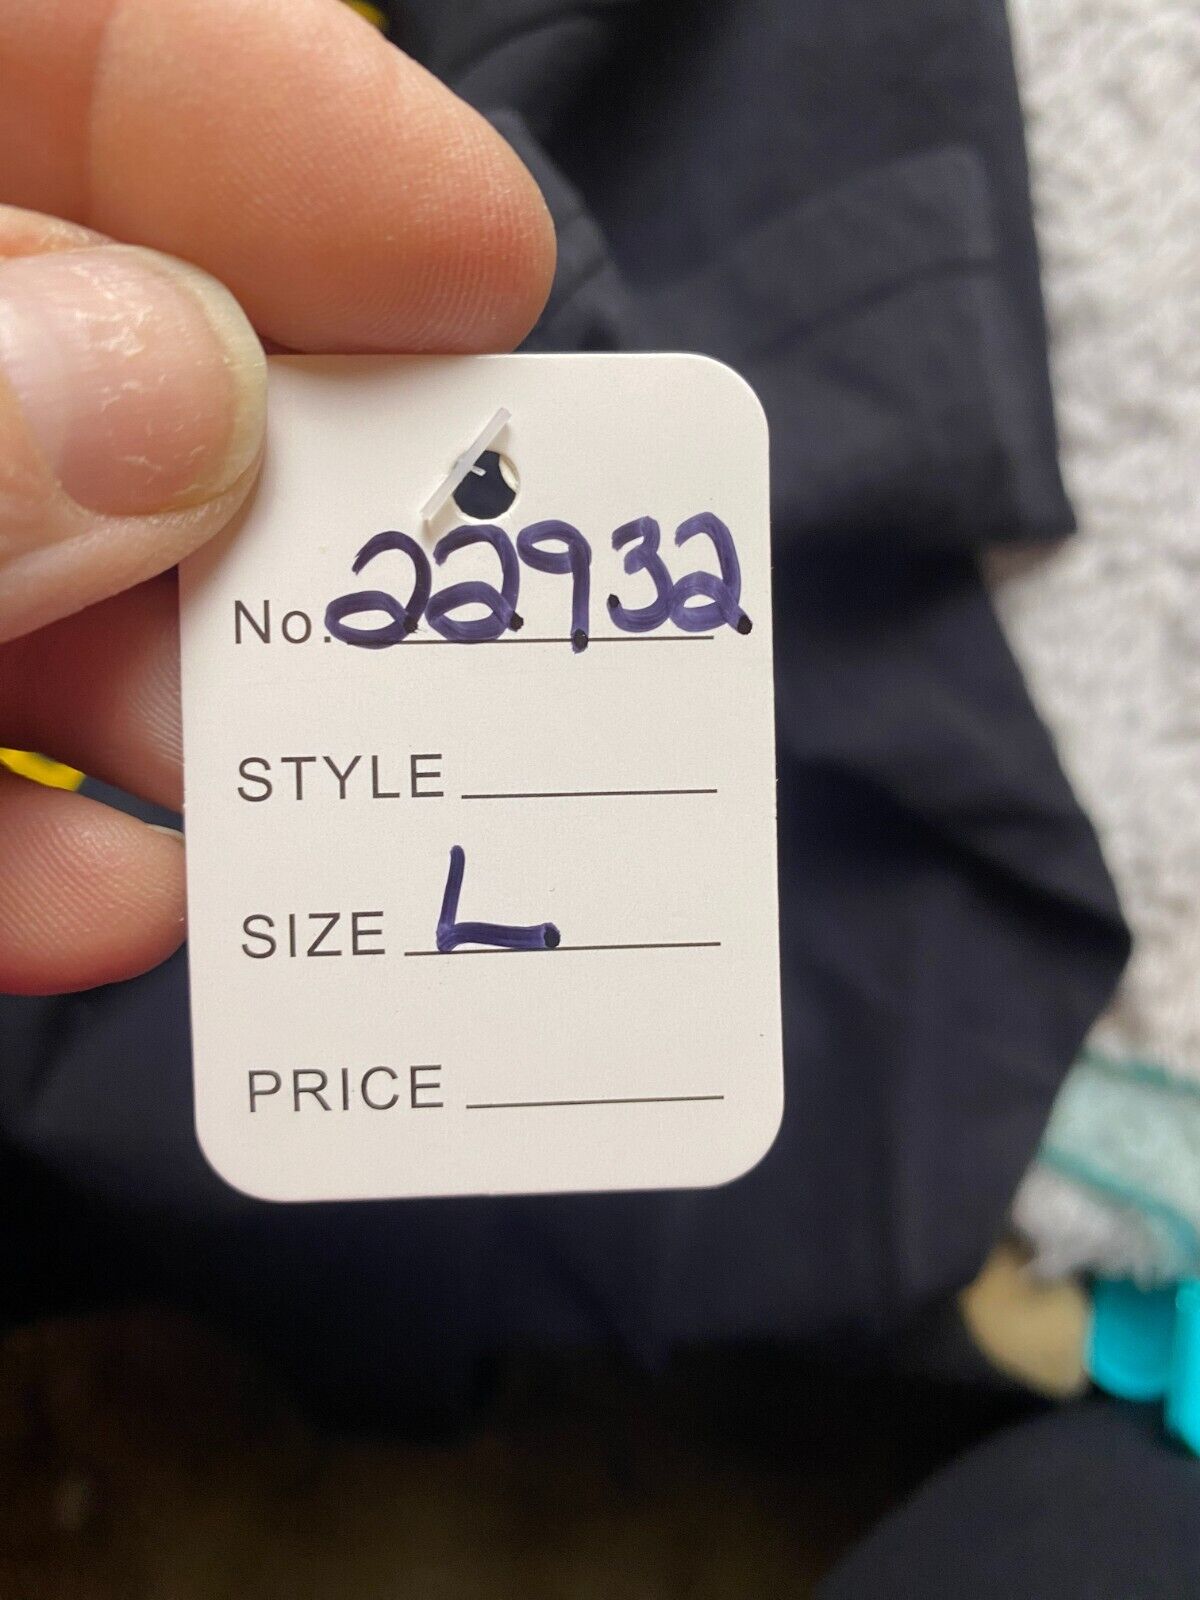 No. 22932
STYLE
SIZE L
PRICE